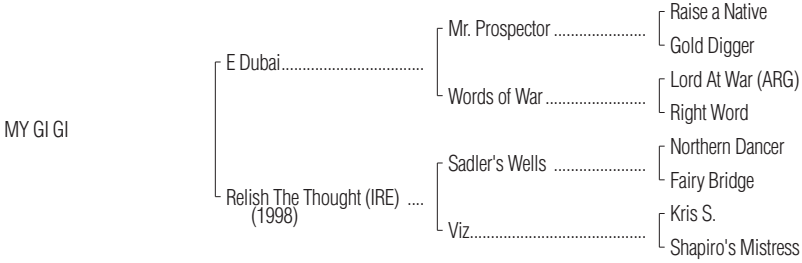 Raise a Native
Mr. Prospector ......................
Gold Digger
E Dubai..................................
Lord At War (ARG)
Words of War ........................
Right Word
MY GI GI
Northern Dancer
Sadler's Wells ......................
Fairy Bridge
Relish The Thought (IRE) ....
(1998)
Kris S.
Viz..........................................
Shapiro's Mistress